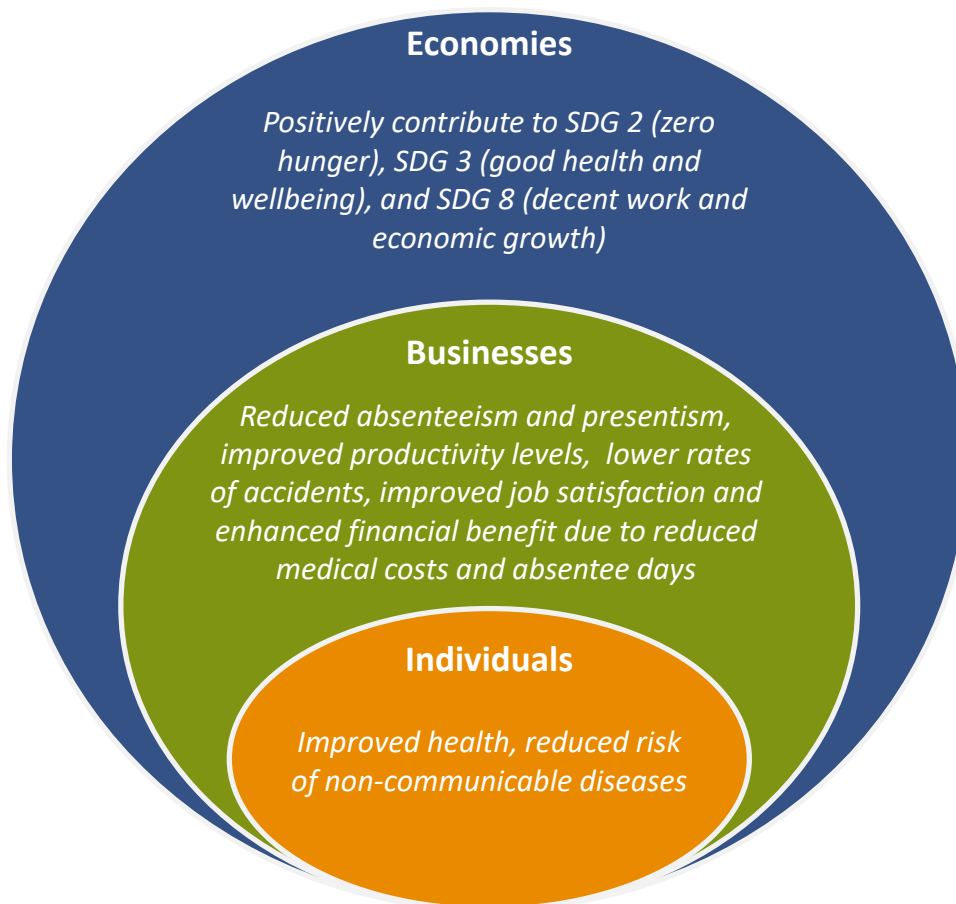 Economies
Positively contribute to SDG 2 (zero
hunger), SDG 3 (good health and
wellbeing), and SDG 8 (decent work and
economic growth)
Businesses
Reduced absenteeism and presentism,
improved productivity levels,  lower rates
of accidents, improved job satisfaction and
enhanced financial benefit due to reduced
medical costs and absentee days
Individuals
Improved health, reduced risk
of non-communicable diseases